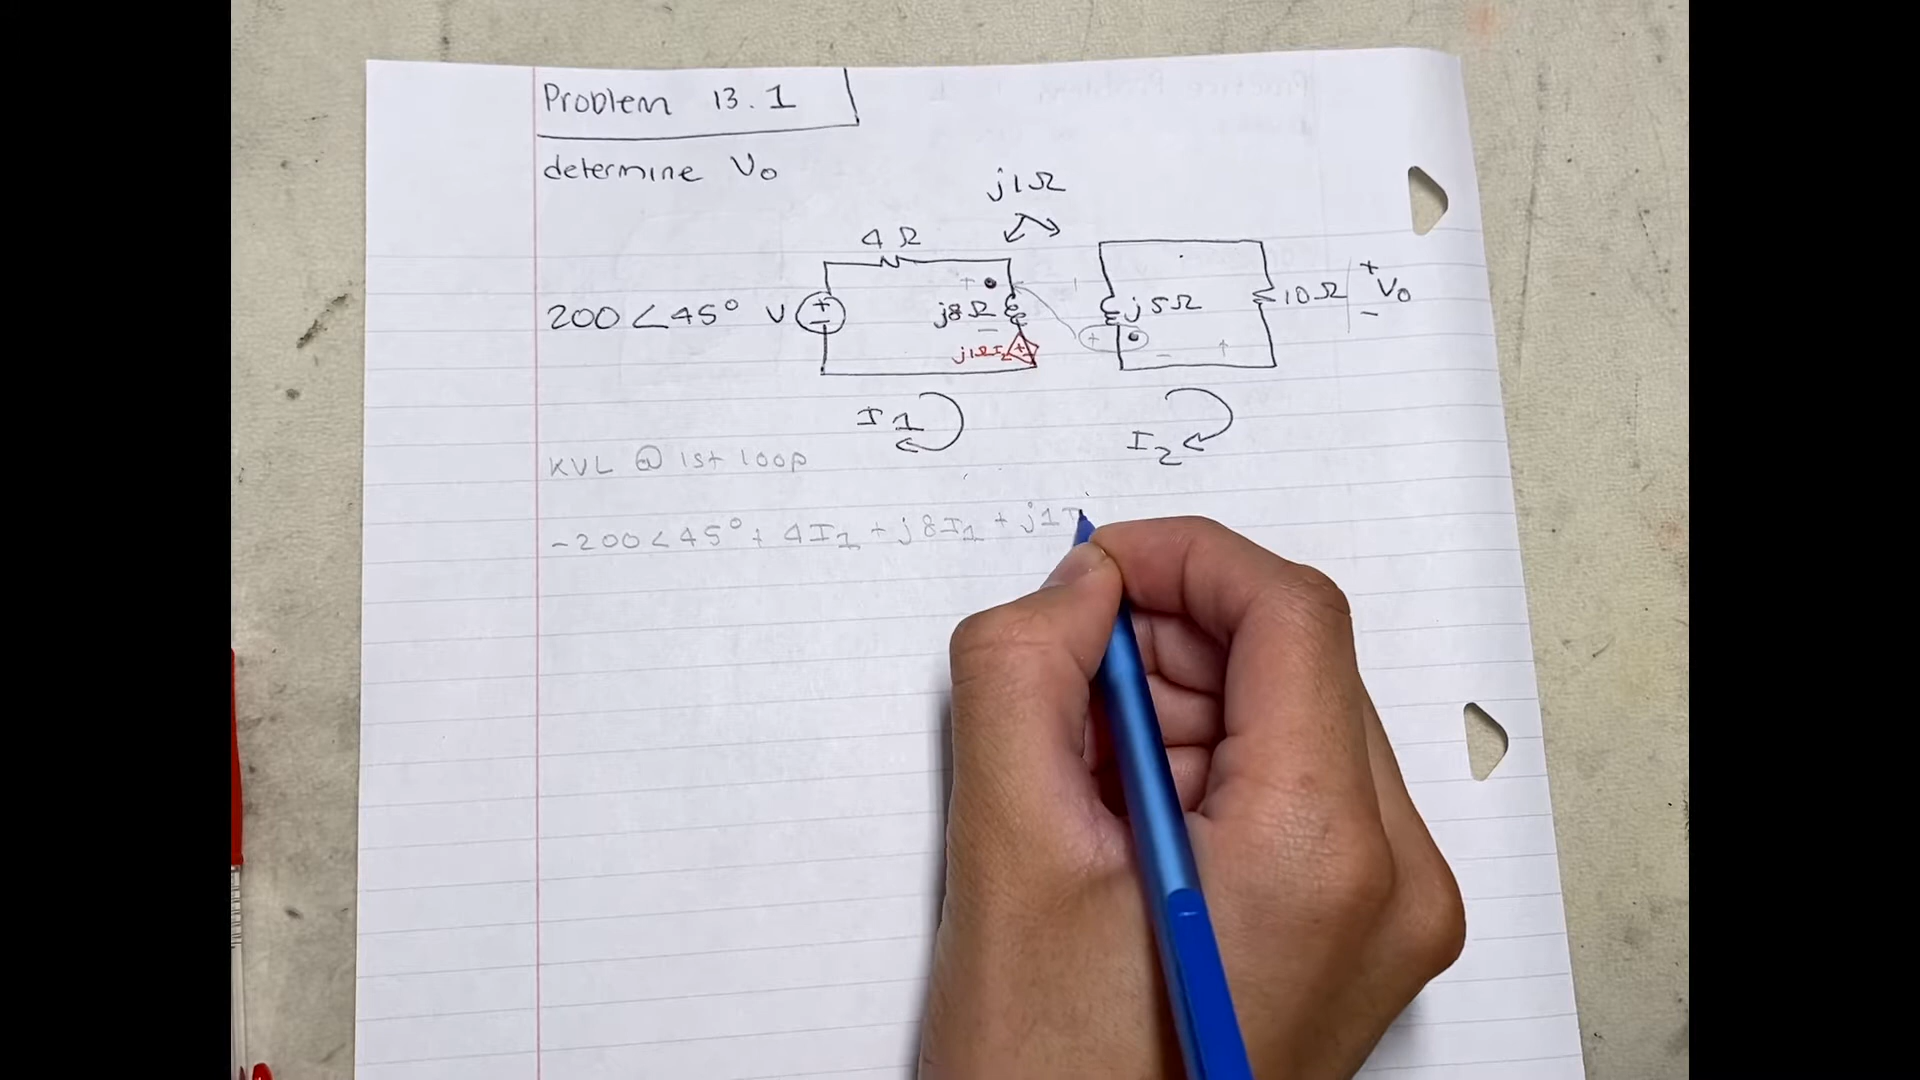 Problem 13.1
determine Vo
j1Ω
4Ω
200∠45° V
+
−
+
j8Ω
−
j1ΩI₂
+
j5Ω
+
−
10Ω
+
Vo
−
I1
I2
KVL @ 1st loop
-200∠45° + 4I1 + j8I1 + j1I